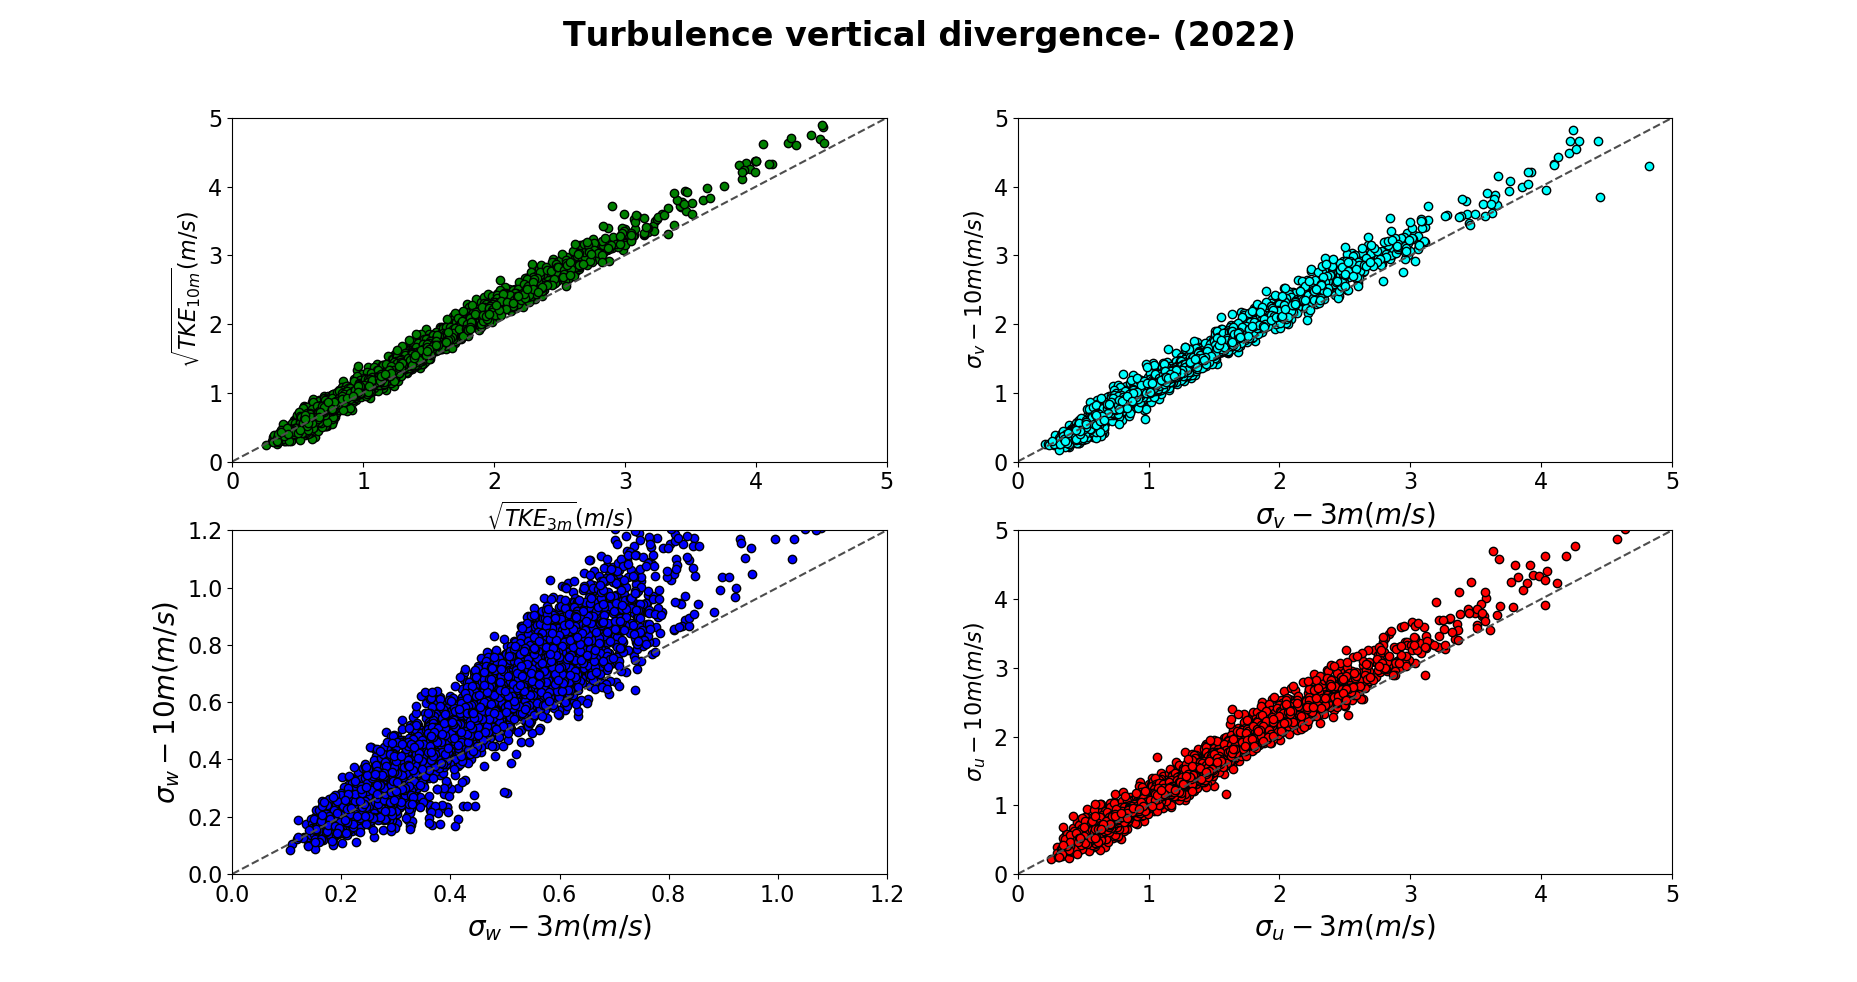 Turbulence vertical divergence- (2022)
5
4
3
2
1
0
√TKE₁₀ₘ(m/s)
0 1 2 3 4 5
√TKE₃ₘ(m/s)
5
4
3
2
1
0
σᵥ − 10m(m/s)
0 1 2 3 4 5
σᵥ − 3m(m/s)
1.2
1.0
0.8
0.6
0.4
0.2
0.0
σ_w − 10m(m/s)
0.0 0.2 0.4 0.6 0.8 1.0 1.2
σ_w − 3m(m/s)
5
4
3
2
1
0
σᵤ − 10m(m/s)
0 1 2 3 4 5
σᵤ − 3m(m/s)